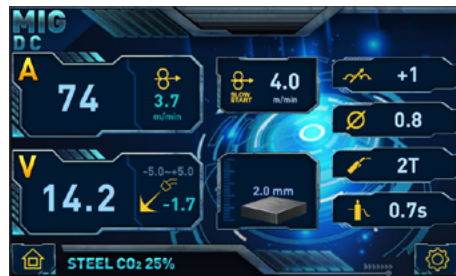 MIG
DC
A
74
3.7
m/min
SLOW
START
4.0
m/min
+1
0.8
V
14.2
-5.0~+5.0
-1.7
2.0 mm
2T
0.7s
STEEL CO₂ 25%